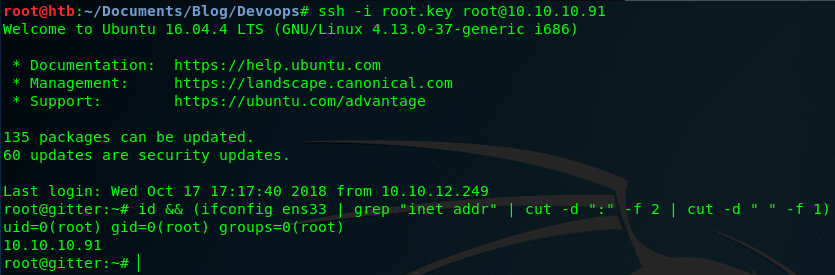 root@htb:~/Documents/Blog/Devoops# ssh -i root.key root@10.10.10.91
Welcome to Ubuntu 16.04.4 LTS (GNU/Linux 4.13.0-37-generic i686)
* Documentation:  https://help.ubuntu.com
* Management:     https://landscape.canonical.com
* Support:        https://ubuntu.com/advantage
135 packages can be updated.
60 updates are security updates.
Last login: Wed Oct 17 17:17:40 2018 from 10.10.12.249
root@gitter:~# id && (ifconfig ens33 | grep "inet addr" | cut -d ":" -f 2 | cut -d " " -f 1)
uid=0(root) gid=0(root) groups=0(root)
10.10.10.91
root@gitter:~#